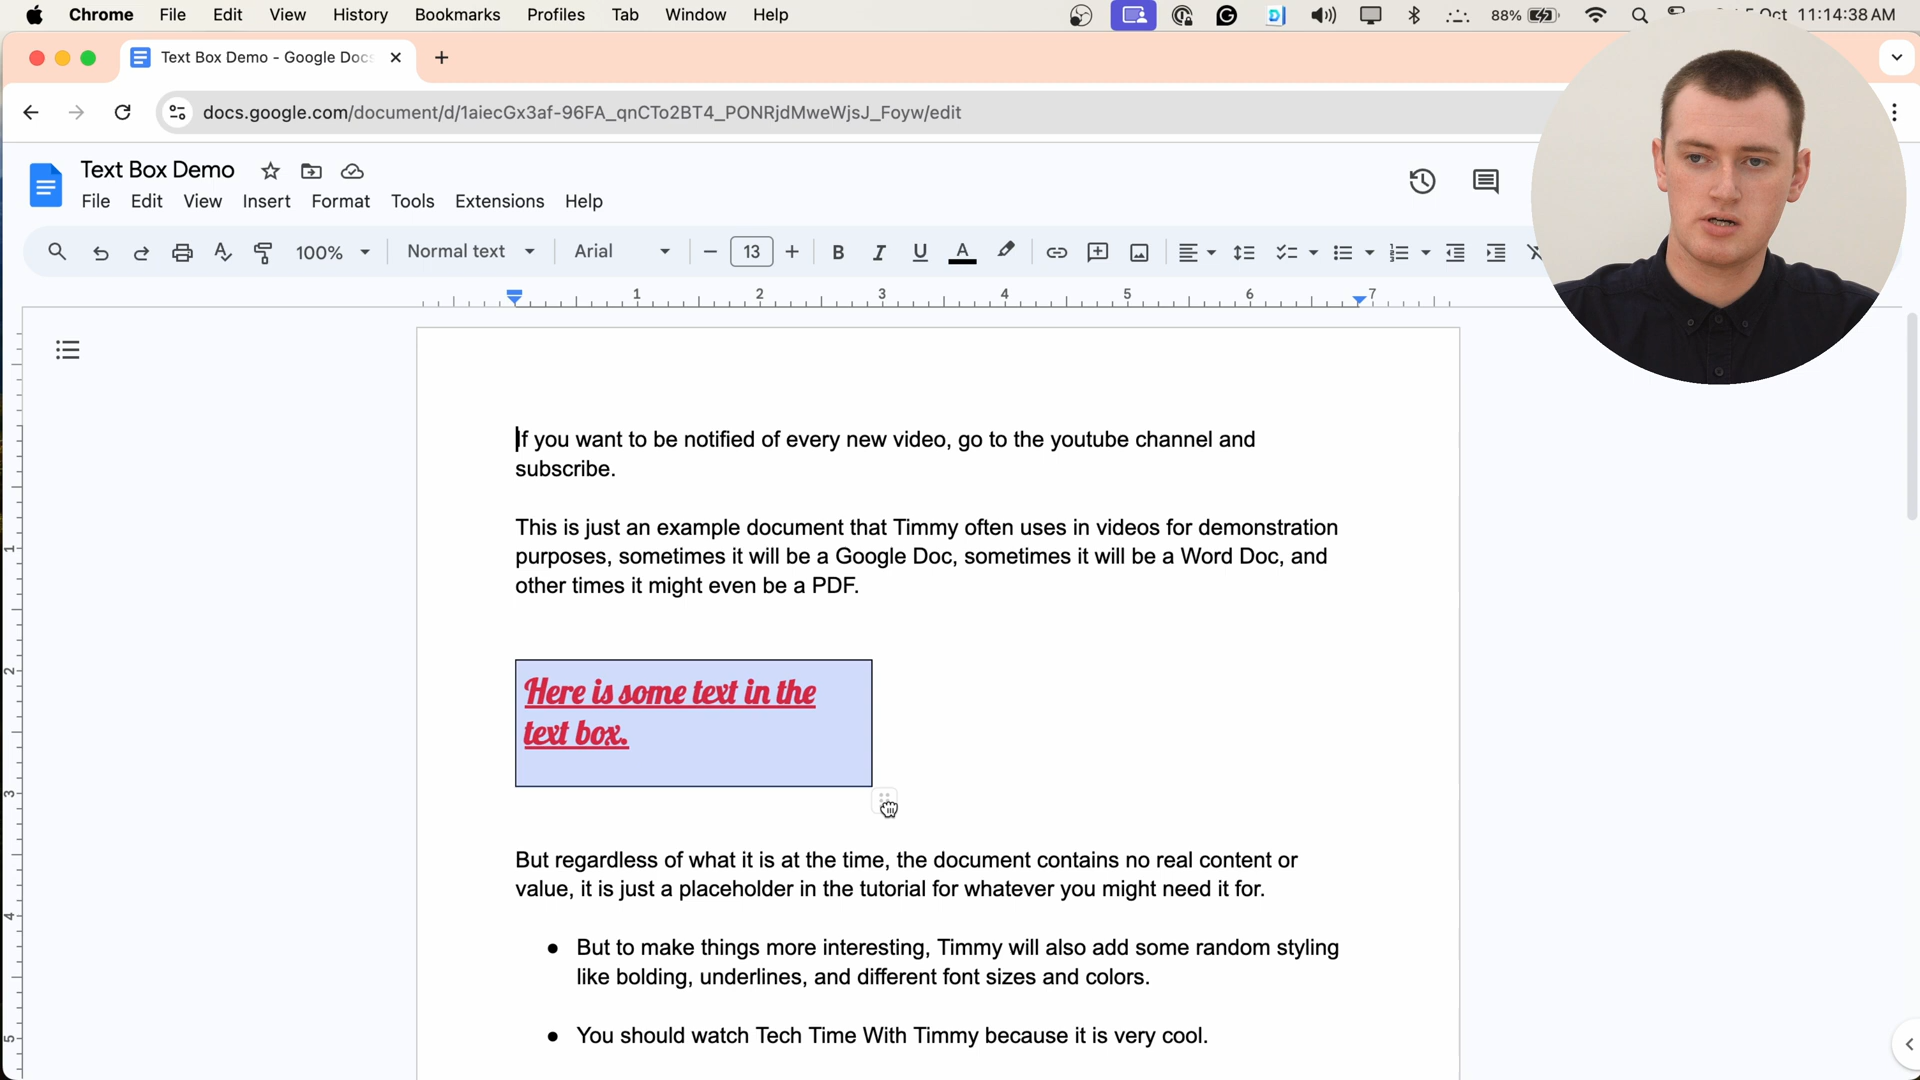 Chrome File Edit View History Bookmarks Profiles Tab Window Help 88% Oct 11:14:38 AM
Text Box Demo - Google Docs
docs.google.com/document/d/1aiecGx3af-96FA_qnCTo2BT4_PONRjdMweWjsJ_Foyw/edit
Text Box Demo
File Edit View Insert Format Tools Extensions Help
100% Normal text Arial 13 B I U A
1 2 3 4 5 6 7
If you want to be notified of every new video, go to the youtube channel and
subscribe.
This is just an example document that Timmy often uses in videos for demonstration
purposes, sometimes it will be a Google Doc, sometimes it will be a Word Doc, and
other times it might even be a PDF.
Here is some text in the
text box.
But regardless of what it is at the time, the document contains no real content or
value, it is just a placeholder in the tutorial for whatever you might need it for.
● But to make things more interesting, Timmy will also add some random styling
like bolding, underlines, and different font sizes and colors.
● You should watch Tech Time With Timmy because it is very cool.
1
2
3
4
5